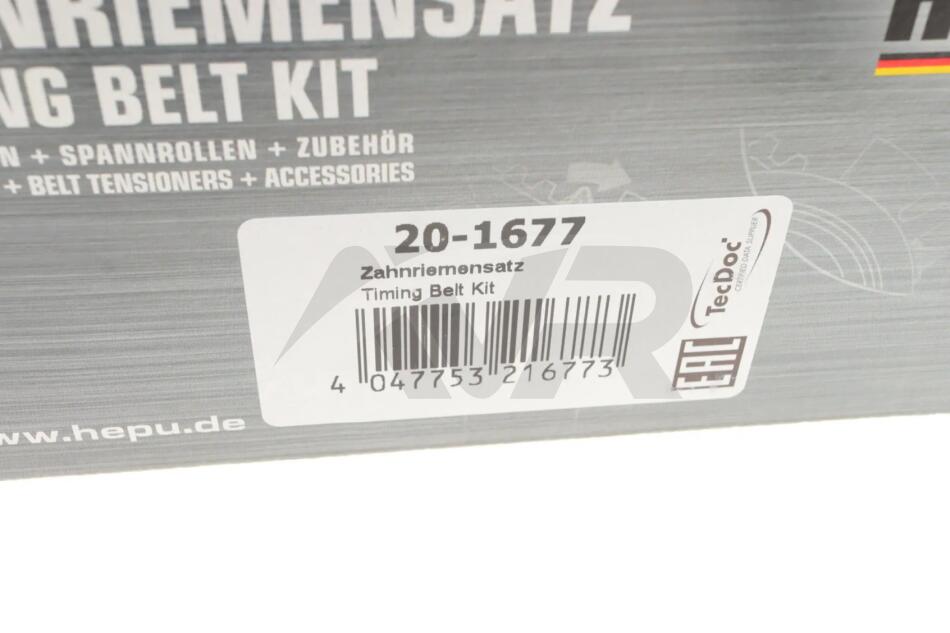 NRIEMENSATZ
NG BELT KIT
N + SPANNROLLEN + ZUBEHÖR
+ BELT TENSIONERS + ACCESSORIES
20-1677
Zahnriemensatz
Timing Belt Kit
4 047753 216773
TecDoc
CERTIFIED DATA SUPPLIER
EAC
ww.hepu.de